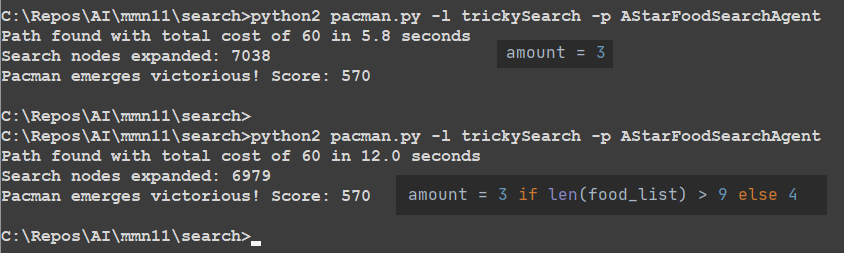 C:\Repos\AI\mmn11\search>python2 pacman.py -l trickySearch -p AStarFoodSearchAgent
Path found with total cost of 60 in 5.8 seconds
Search nodes expanded: 7038
amount = 3
Pacman emerges victorious! Score: 570
C:\Repos\AI\mmn11\search>
C:\Repos\AI\mmn11\search>python2 pacman.py -l trickySearch -p AStarFoodSearchAgent
Path found with total cost of 60 in 12.0 seconds
Search nodes expanded: 6979
Pacman emerges victorious! Score: 570
amount = 3 if len(food_list) > 9 else 4
C:\Repos\AI\mmn11\search>